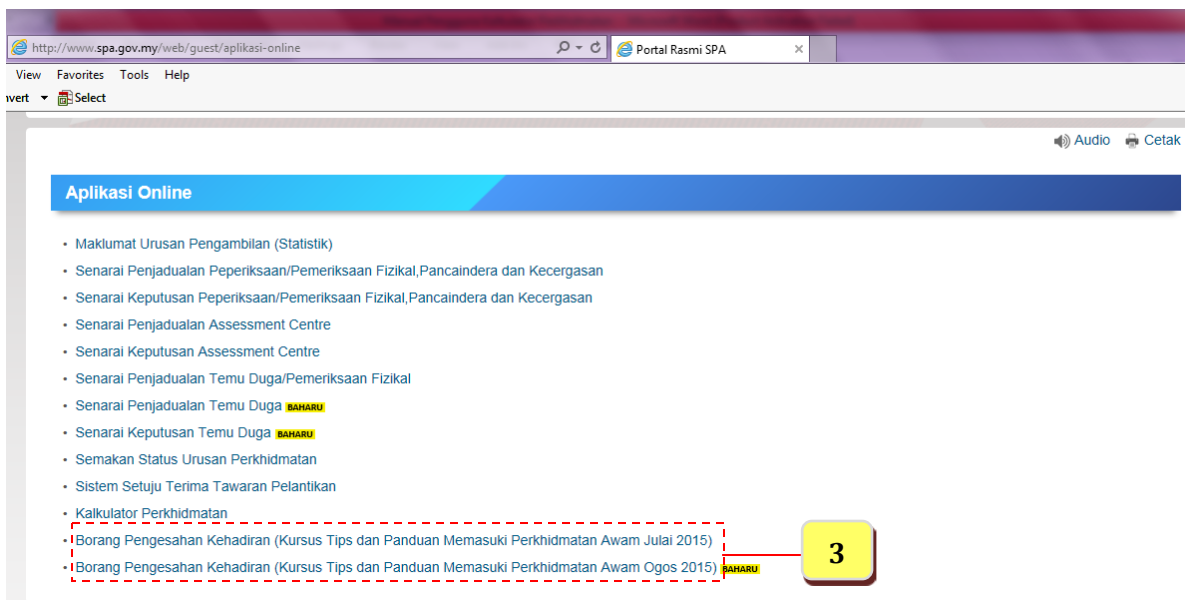 http://www.spa.gov.my/web/guest/aplikasi-online
Portal Rasmi SPA
View Favorites Tools Help
nvert Select
Audio Cetak
Aplikasi Online
• Maklumat Urusan Pengambilan (Statistik)
• Senarai Penjadualan Peperiksaan/Pemeriksaan Fizikal,Pancaindera dan Kecergasan
• Senarai Keputusan Peperiksaan/Pemeriksaan Fizikal,Pancaindera dan Kecergasan
• Senarai Penjadualan Assessment Centre
• Senarai Keputusan Assessment Centre
• Senarai Penjadualan Temu Duga/Pemeriksaan Fizikal
• Senarai Penjadualan Temu Duga BAHARU
• Senarai Keputusan Temu Duga BAHARU
• Semakan Status Urusan Perkhidmatan
• Sistem Setuju Terima Tawaran Pelantikan
• Kalkulator Perkhidmatan
• Borang Pengesahan Kehadiran (Kursus Tips dan Panduan Memasuki Perkhidmatan Awam Julai 2015)
3
• Borang Pengesahan Kehadiran (Kursus Tips dan Panduan Memasuki Perkhidmatan Awam Ogos 2015) BAHARU